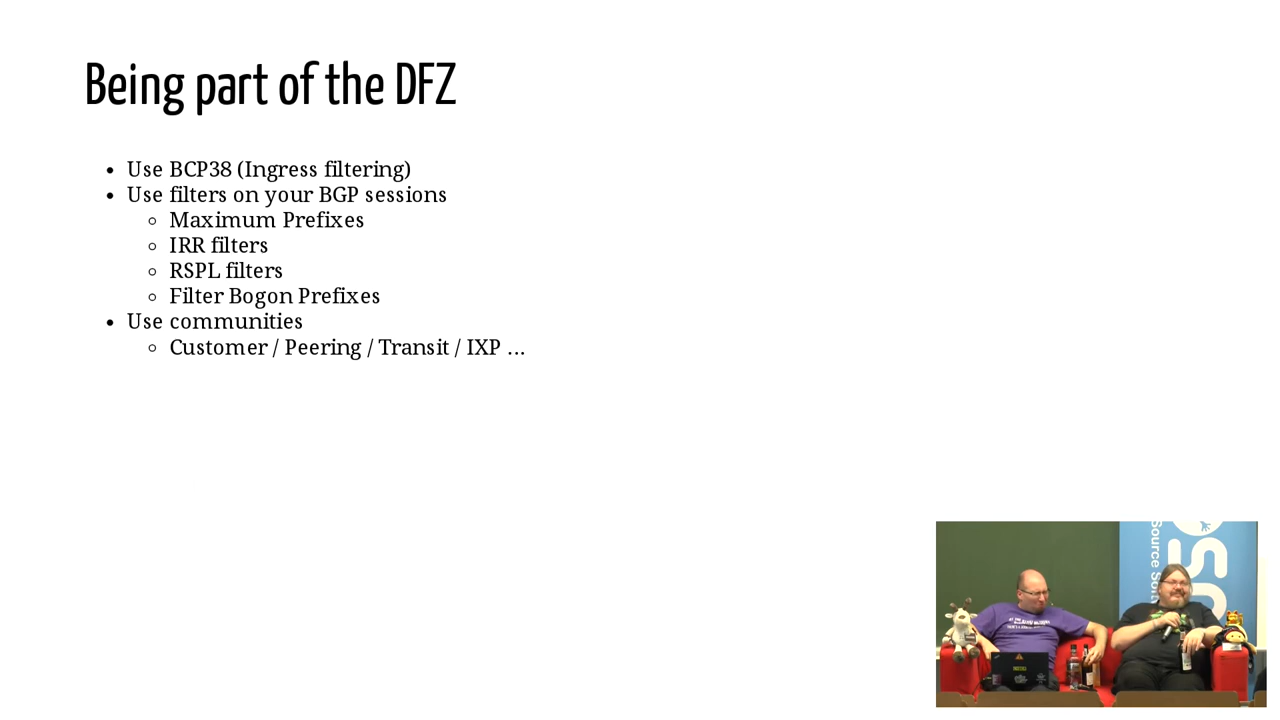 Being part of the DFZ
Use BCP38 (Ingress filtering)
Use filters on your BGP sessions
Maximum Prefixes
IRR filters
RSPL filters
Filter Bogon Prefixes
Use communities
Customer / Peering / Transit / IXP ...
Source